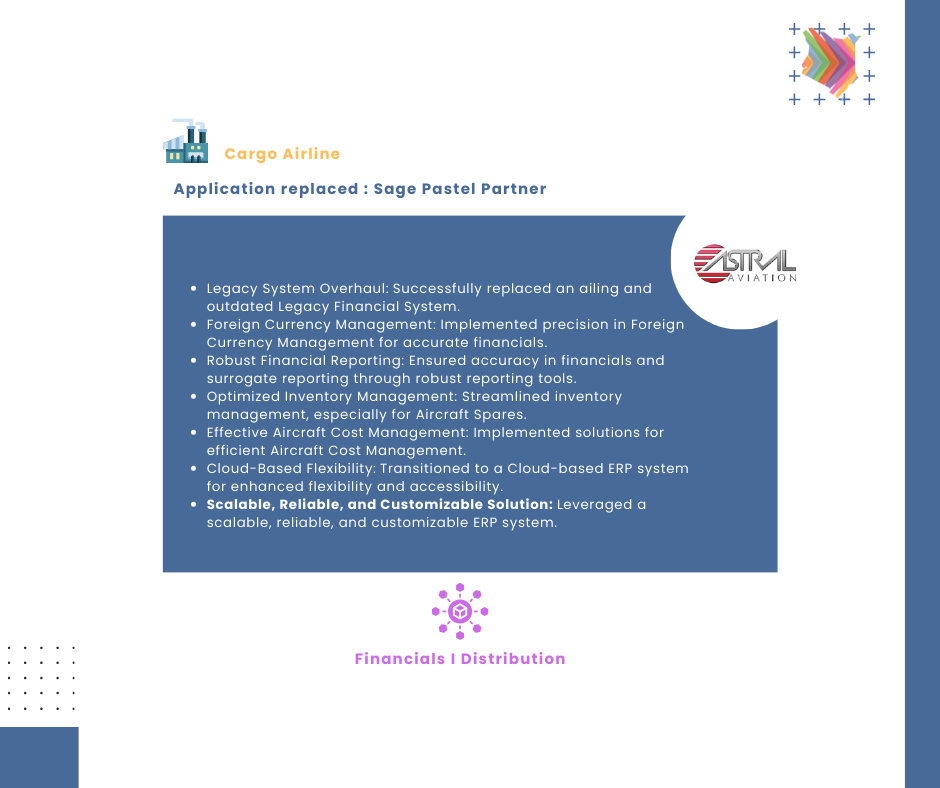 Cargo Airline
Application replaced : Sage Pastel Partner
ASTRAL
AVIATION
• Legacy System Overhaul: Successfully replaced an ailing and
outdated Legacy Financial System.
• Foreign Currency Management: Implemented precision in Foreign
Currency Management for accurate financials.
• Robust Financial Reporting: Ensured accuracy in financials and
surrogate reporting through robust reporting tools.
• Optimized Inventory Management: Streamlined inventory
management, especially for Aircraft Spares.
• Effective Aircraft Cost Management: Implemented solutions for
efficient Aircraft Cost Management.
• Cloud-Based Flexibility: Transitioned to a Cloud-based ERP system
for enhanced flexibility and accessibility.
• Scalable, Reliable, and Customizable Solution: Leveraged a
scalable, reliable, and customizable ERP system.
Financials I Distribution